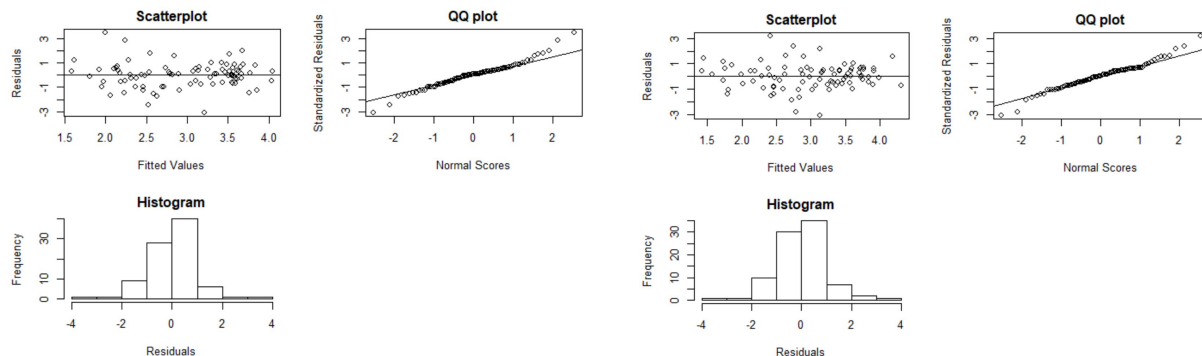 Scatterplot
Residuals
3
1
-1
-3
1.5 2.0 2.5 3.0 3.5 4.0
Fitted Values
QQ plot
Standardized Residuals
3
1
-1
-3
-2 -1 0 1 2
Normal Scores
Histogram
Frequency
30
10
0
-4 -2 0 2 4
Residuals
Scatterplot
Residuals
3
1
-1
-3
1.5 2.0 2.5 3.0 3.5 4.0
Fitted Values
QQ plot
Standardized Residuals
3
1
-1
-3
-2 -1 0 1 2
Normal Scores
Histogram
Frequency
30
20
10
0
-4 -2 0 2 4
Residuals